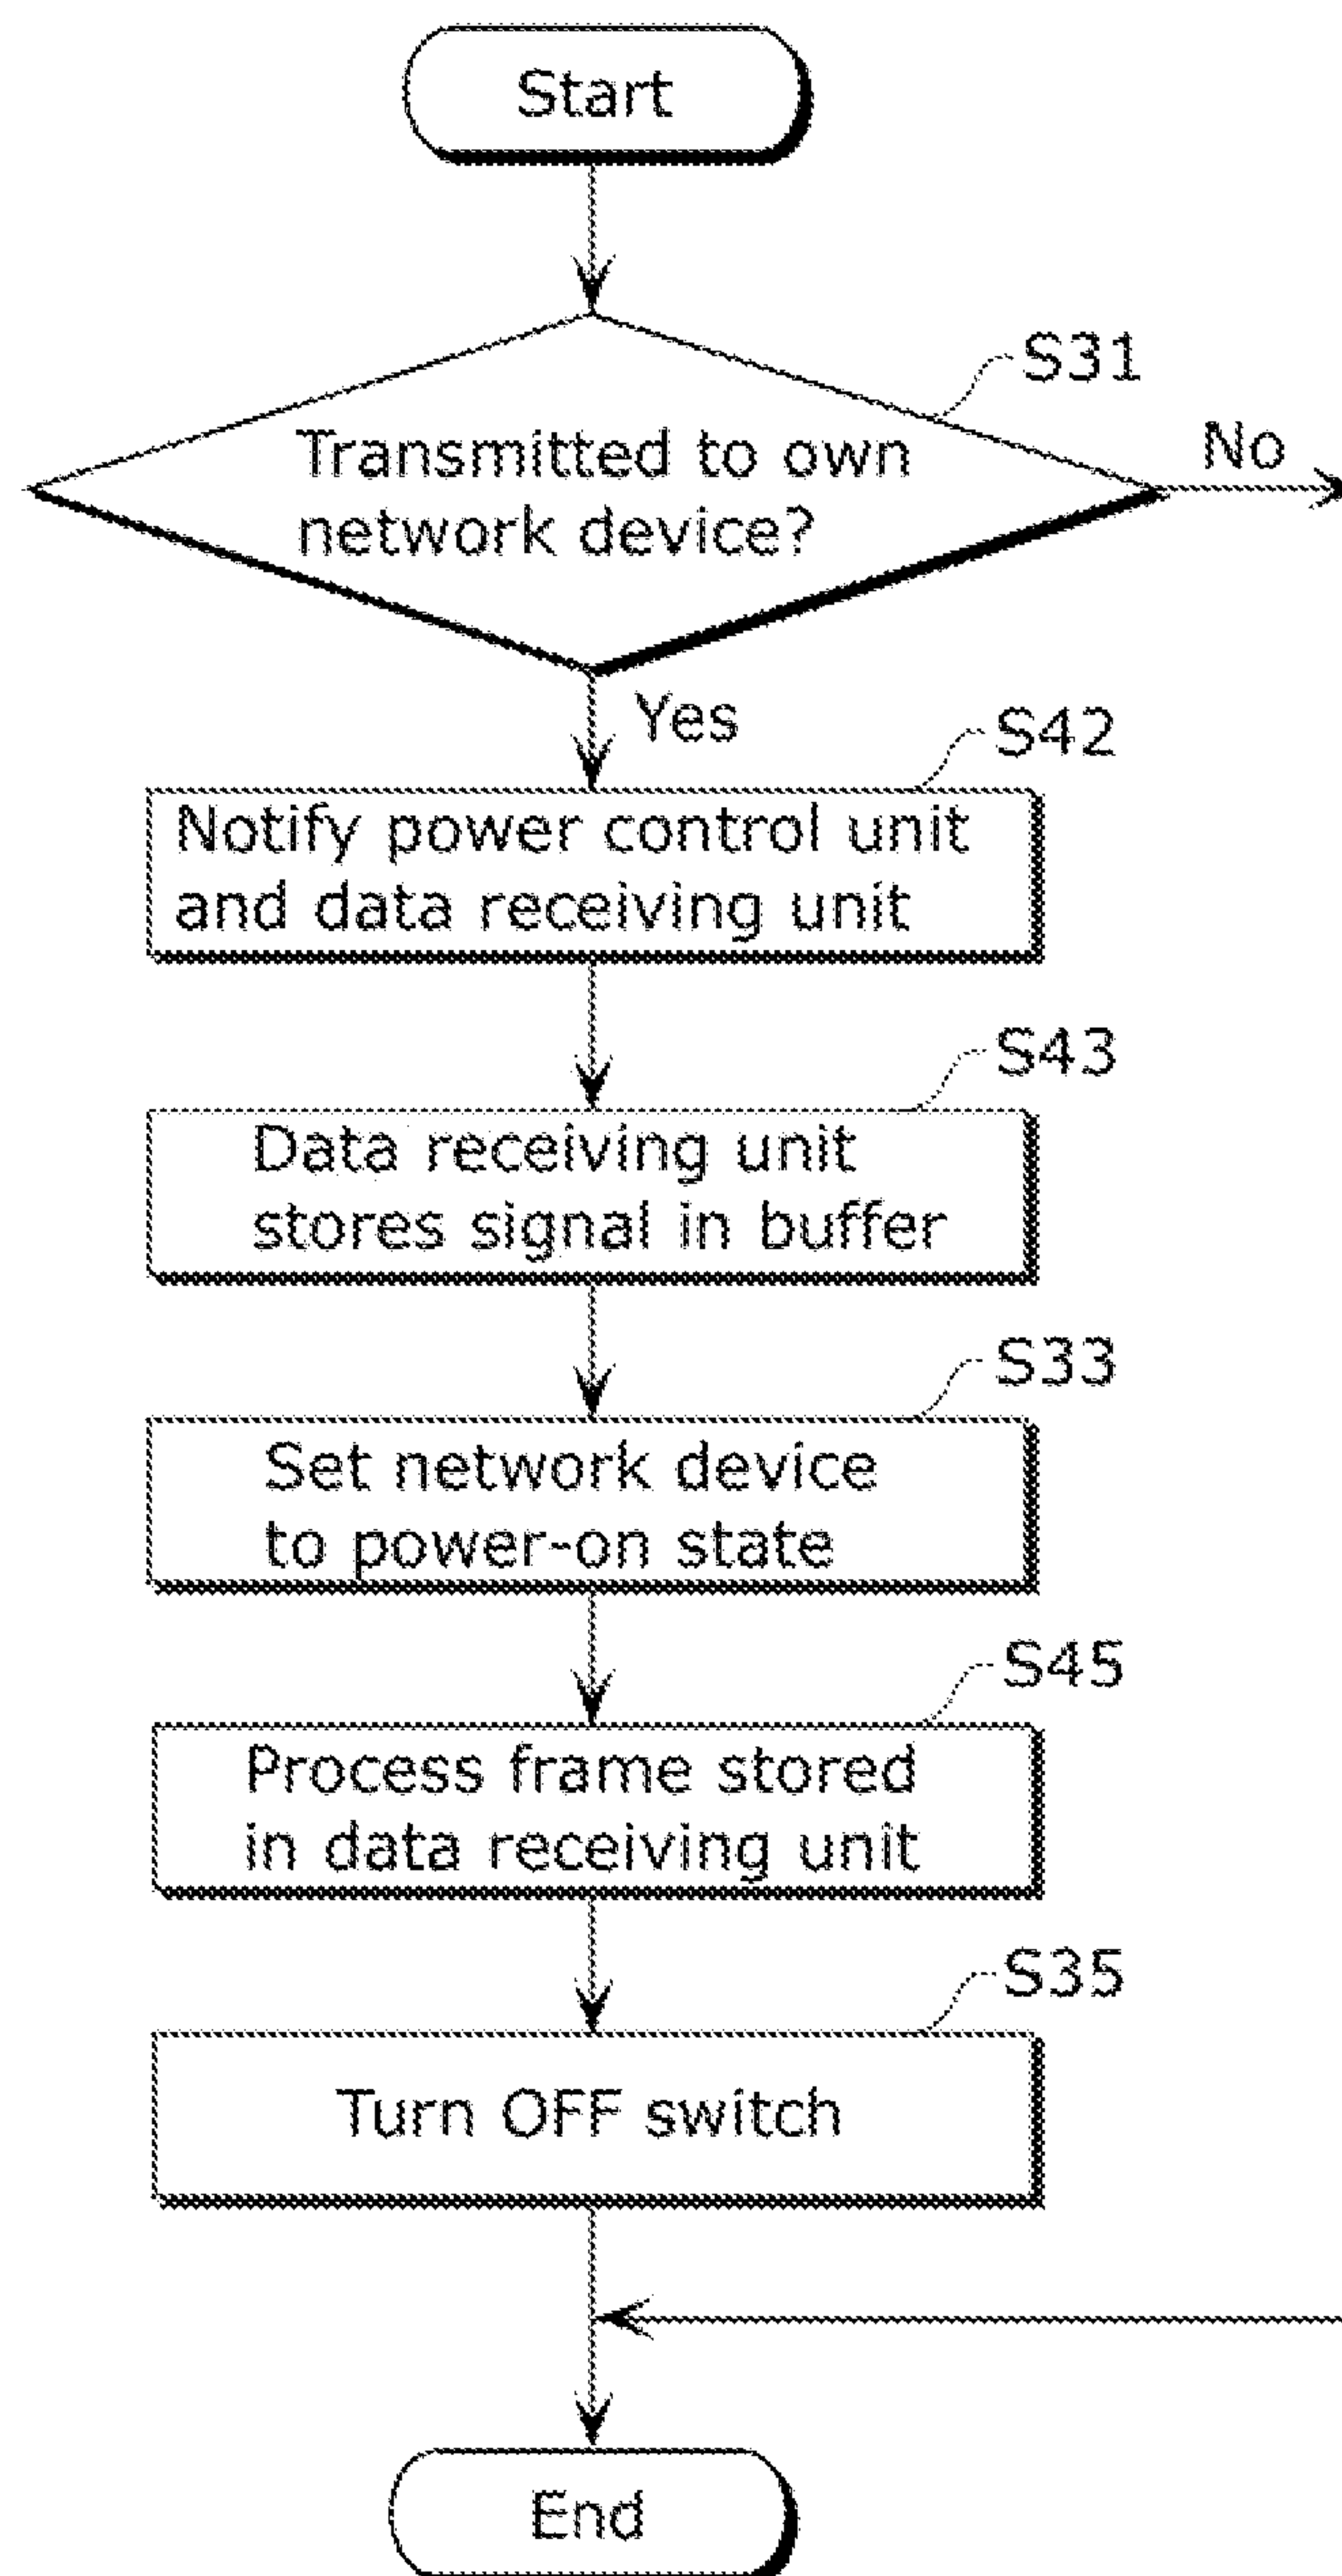 Start
S31
Transmitted to own
network device?
No
Yes
S42
Notify power control unit
and data receiving unit
S43
Data receiving unit
stores signal in buffer
S33
Set network device
to power-on state
S45
Process frame stored
in data receiving unit
S35
Turn OFF switch
End